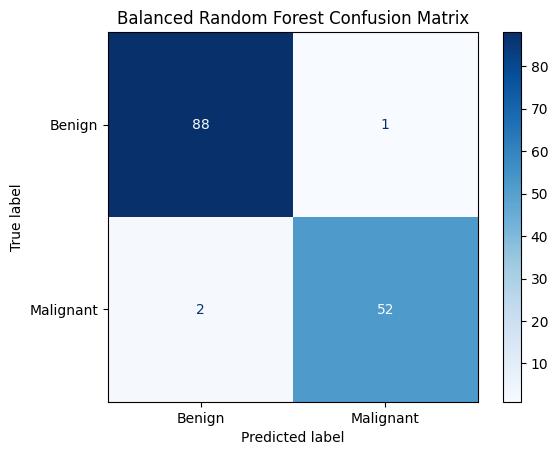 Balanced Random Forest Confusion Matrix
True label
Benign
Malignant
88
1
2
52
Benign
Malignant
Predicted label
80
70
60
50
40
30
20
10